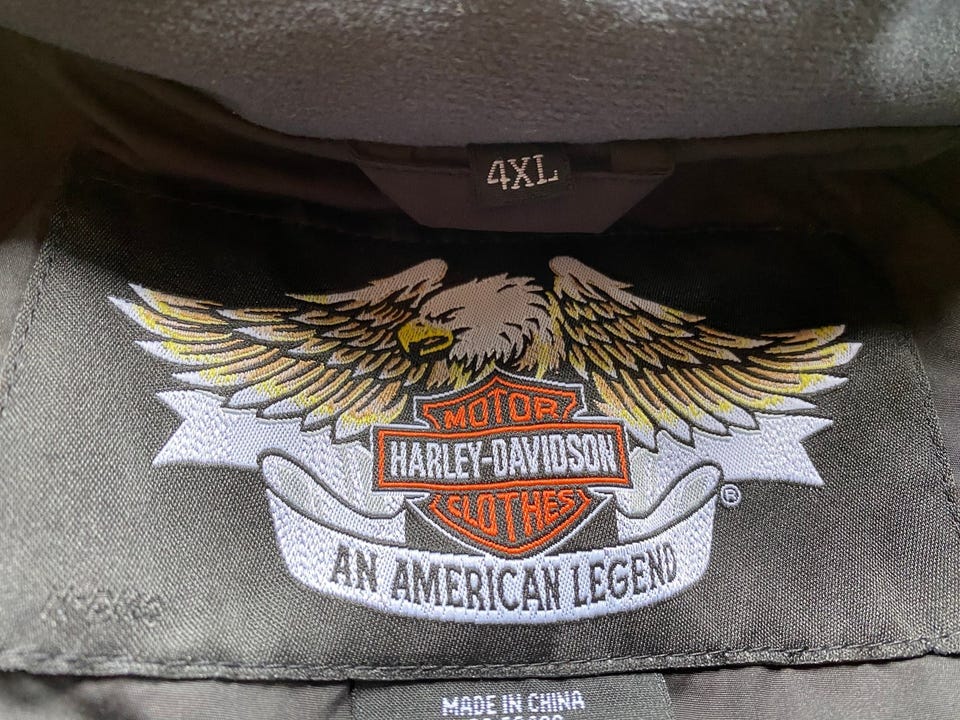 4XL
MOTOR
HARLEY-DAVIDSON
CLOTHES
®
AN AMERICAN LEGEND
MADE IN CHINA